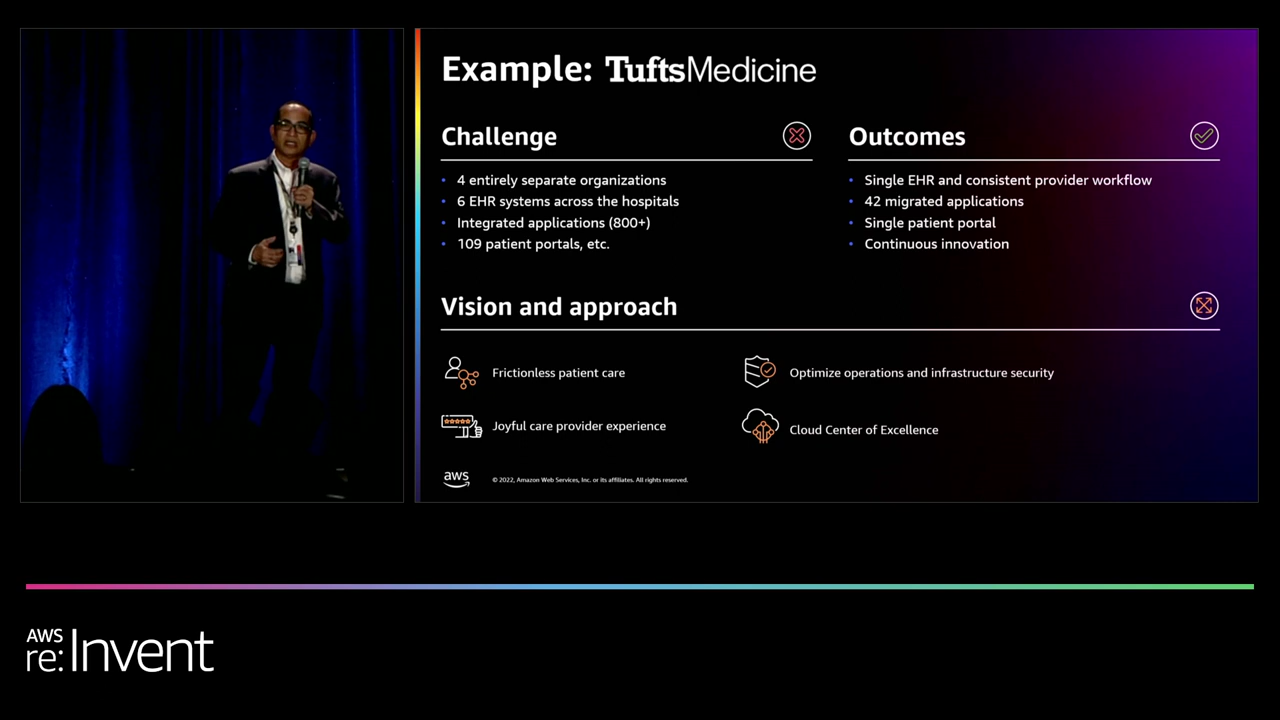 Example: TuftsMedicine
Challenge
• 4 entirely separate organizations
• 6 EHR systems across the hospitals
• Integrated applications (800+)
• 109 patient portals, etc.
Outcomes
• Single EHR and consistent provider workflow
• 42 migrated applications
• Single patient portal
• Continuous innovation
Vision and approach
Frictionless patient care
Joyful care provider experience
Optimize operations and infrastructure security
Cloud Center of Excellence
aws
© 2022, Amazon Web Services, Inc. or its affiliates. All rights reserved.
AWS
re:Invent